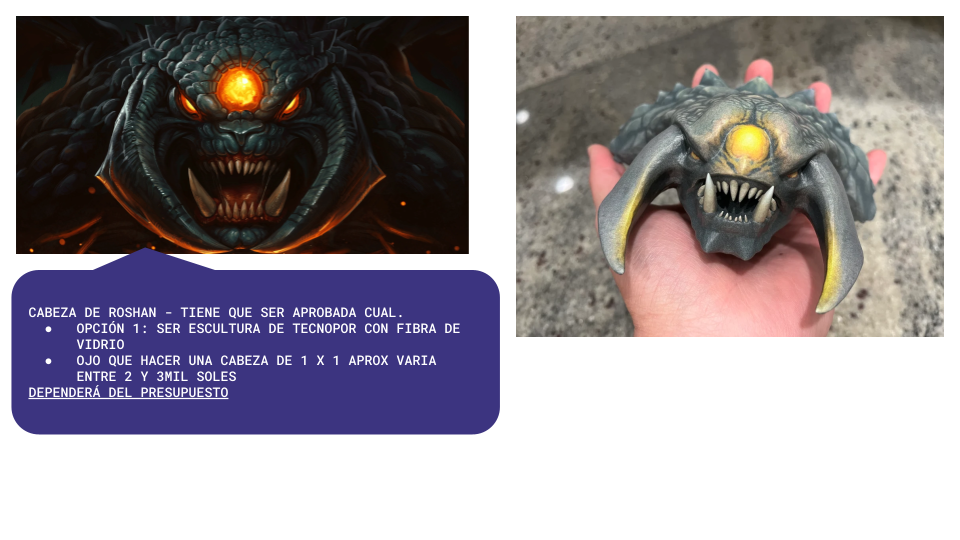 CABEZA DE ROSHAN - TIENE QUE SER APROBADA CUAL.
● OPCIÓN 1: SER ESCULTURA DE TECNOPOR CON FIBRA DE
VIDRIO
● OJO QUE HACER UNA CABEZA DE 1 X 1 APROX VARIA
ENTRE 2 Y 3MIL SOLES
DEPENDERÁ DEL PRESUPUESTO